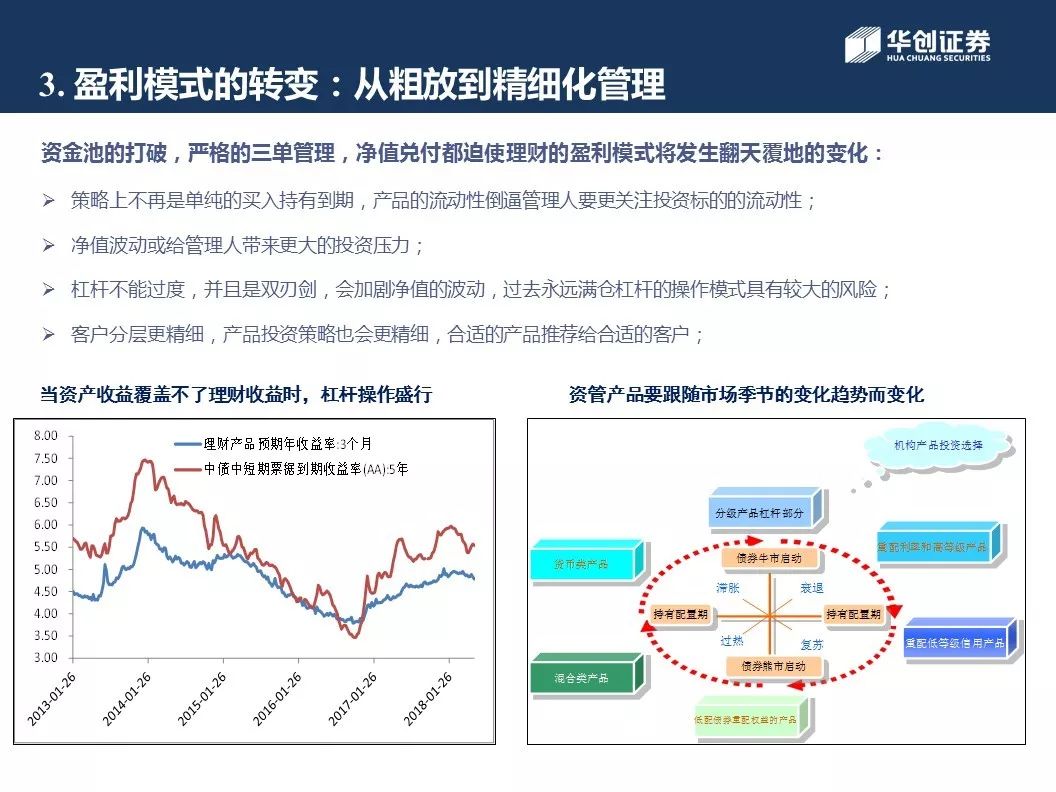 华创证券
HUA CHUANG SECURITIES
3. 盈利模式的转变：从粗放到精细化管理
资金池的打破，严格的三单管理，净值兑付都迫使理财的盈利模式将发生翻天覆地的变化：
➢ 策略上不再是单纯的买入持有到期，产品的流动性倒逼管理人要更关注投资标的的流动性；
➢ 净值波动或给管理人带来更大的投资压力；
➢ 杠杆不能过度，并且是双刃剑，会加剧净值的波动，过去永远满仓杠杆的操作模式具有较大的风险；
➢ 客户分层更精细，产品投资策略也会更精细，合适的产品推荐给合适的客户；
当资产收益覆盖不了理财收益时，杠杆操作盛行
8.00
7.50
7.00
6.50
6.00
5.50
5.00
4.50
4.00
3.50
3.00
理财产品预期年收益率:3个月
中债中短期票据到期收益率(AA):5年
2013-01-26
2014-01-26
2015-01-26
2016-01-26
2017-01-26
2018-01-26
资管产品要跟随市场季节的变化趋势而变化
机构产品投资选择
分级产品杠杆部分
重配利率和高等级产品
货币类产品
债券牛市启动
滞胀
衰退
持有配置期
持有配置期
过热
复苏
重配低等级信用产品
债券熊市启动
混合类产品
低配债券重配权益的产品